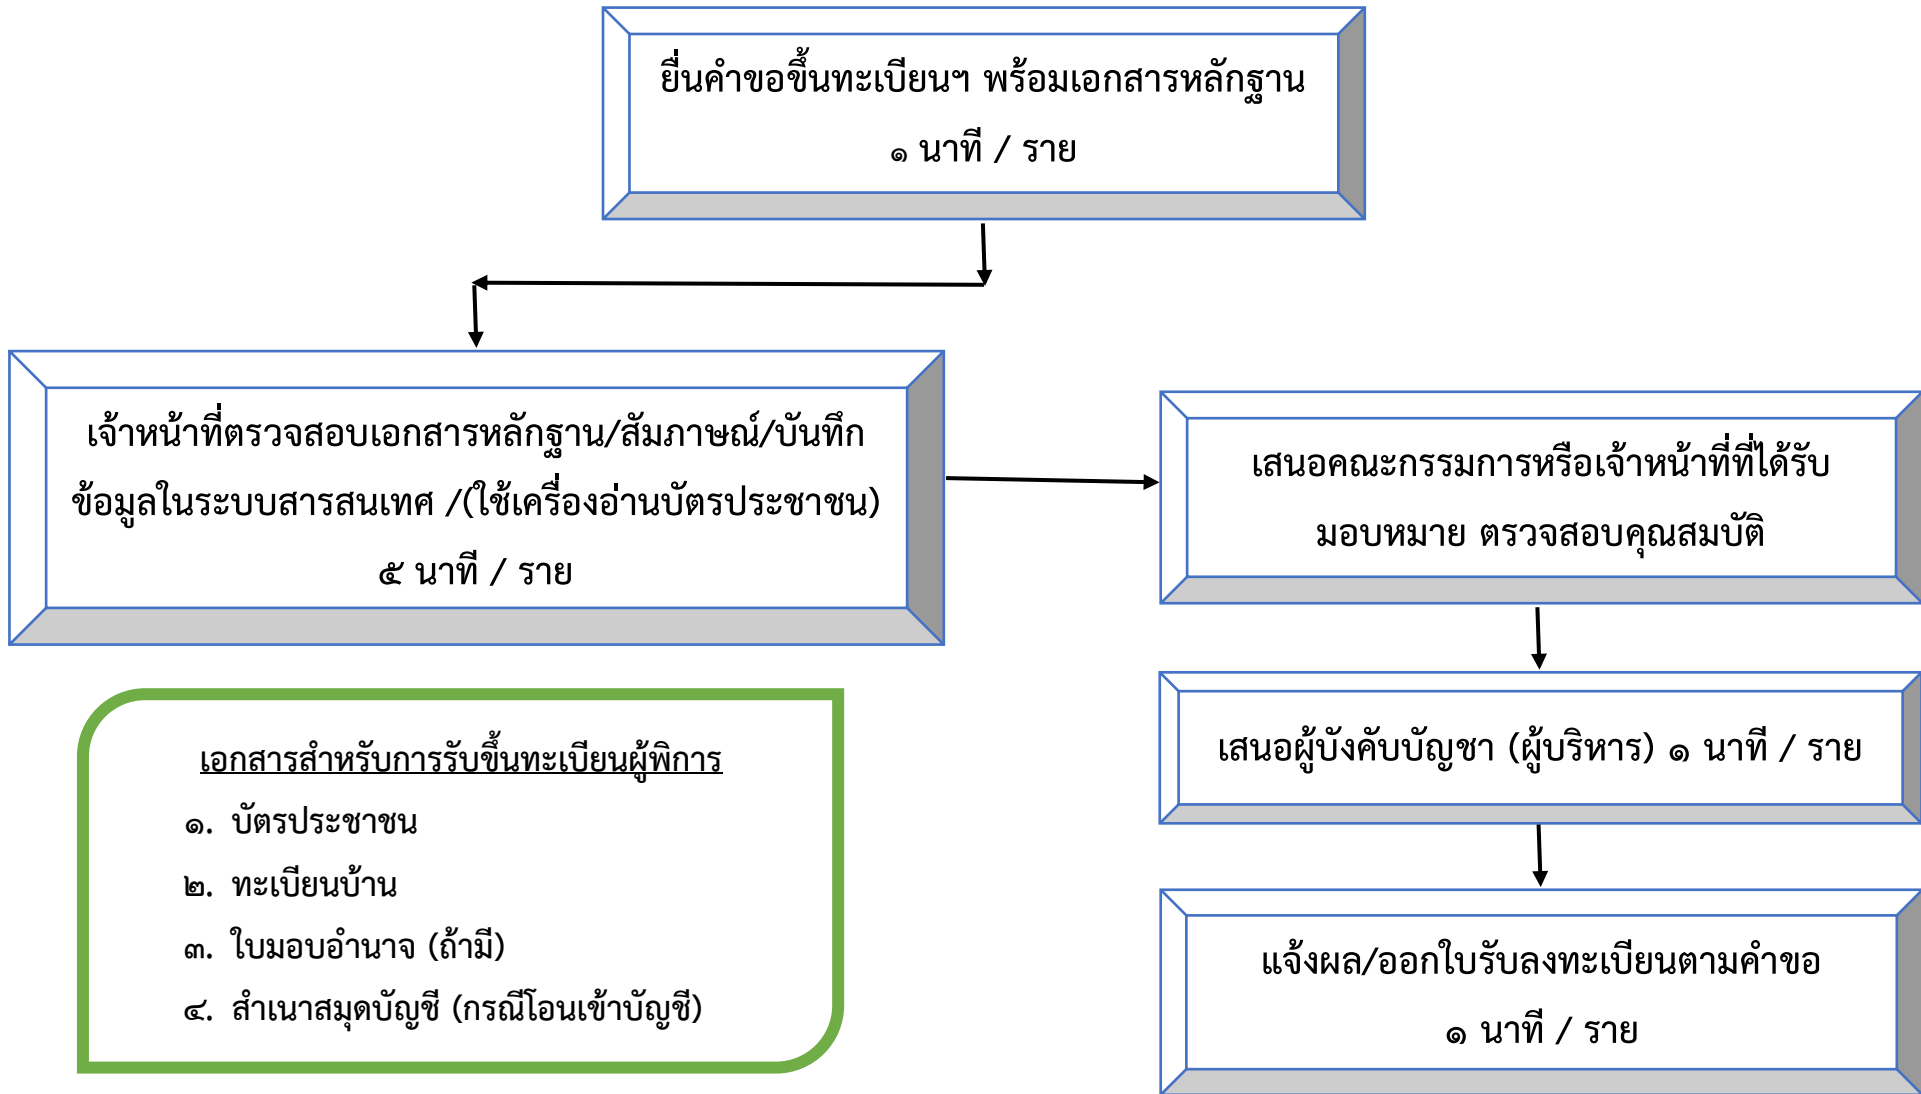 ยื่นคำขอขึ้นทะเบียนฯ พร้อมเอกสารหลักฐาน
๑ นาที / ราย
เจ้าหน้าที่ตรวจสอบเอกสารหลักฐาน/สัมภาษณ์/บันทึก
ข้อมูลในระบบสารสนเทศ /(ใช้เครื่องอ่านบัตรประชาชน)
๕ นาที / ราย
เสนอคณะกรรมการหรือเจ้าหน้าที่ที่ได้รับ
มอบหมาย ตรวจสอบคุณสมบัติ
เสนอผู้บังคับบัญชา (ผู้บริหาร) ๑ นาที / ราย
แจ้งผล/ออกใบรับลงทะเบียนตามคำขอ
๑ นาที / ราย
เอกสารสำหรับการรับขึ้นทะเบียนผู้พิการ
๑. บัตรประชาชน
๒. ทะเบียนบ้าน
๓. ใบมอบอำนาจ (ถ้ามี)
๔. สำเนาสมุดบัญชี (กรณีโอนเข้าบัญชี)